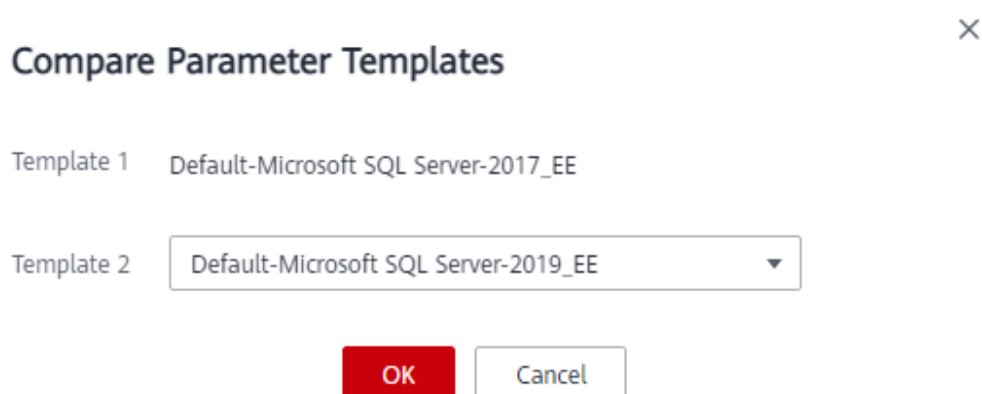 Compare Parameter Templates
Template 1 Default-Microsoft SQL Server-2017_EE
Template 2 Default-Microsoft SQL Server-2019_EE
OK Cancel